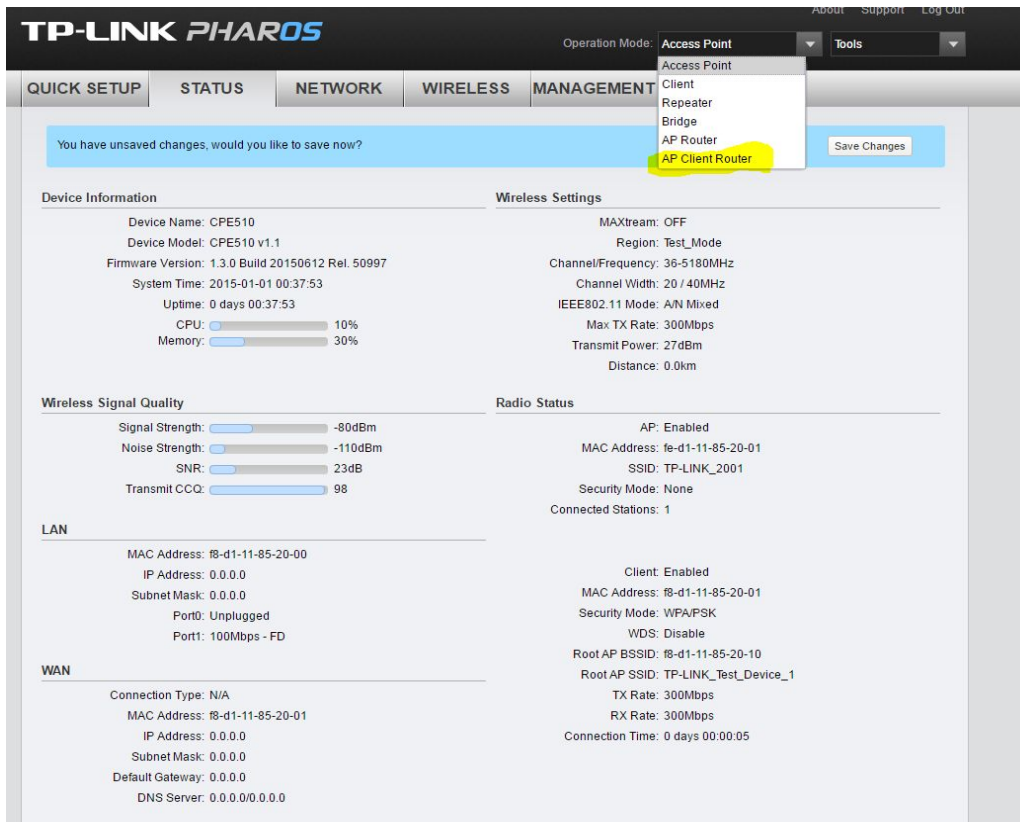 About Support Log Out
TP-LINK PHAROS
Operation Mode: Access Point Tools
Access Point
Client
Repeater
Bridge
AP Router
AP Client Router
QUICK SETUP STATUS NETWORK WIRELESS MANAGEMENT
You have unsaved changes, would you like to save now? Save Changes
Device Information
Device Name: CPE510
Device Model: CPE510 v1.1
Firmware Version: 1.3.0 Build 20150612 Rel. 50997
System Time: 2015-01-01 00:37:53
Uptime: 0 days 00:37:53
CPU: 10%
Memory: 30%
Wireless Settings
MAXtream: OFF
Region: Test_Mode
Channel/Frequency: 36-5180MHz
Channel Width: 20 / 40MHz
IEEE802.11 Mode: A/N Mixed
Max TX Rate: 300Mbps
Transmit Power: 27dBm
Distance: 0.0km
Wireless Signal Quality
Signal Strength: -80dBm
Noise Strength: -110dBm
SNR: 23dB
Transmit CCQ: 98
Radio Status
AP: Enabled
MAC Address: fe-d1-11-85-20-01
SSID: TP-LINK_2001
Security Mode: None
Connected Stations: 1
LAN
MAC Address: f8-d1-11-85-20-00
IP Address: 0.0.0.0
Subnet Mask: 0.0.0.0
Port0: Unplugged
Port1: 100Mbps - FD
Client: Enabled
MAC Address: f8-d1-11-85-20-01
Security Mode: WPA/PSK
WDS: Disable
Root AP BSSID: f8-d1-11-85-20-10
Root AP SSID: TP-LINK_Test_Device_1
TX Rate: 300Mbps
RX Rate: 300Mbps
Connection Time: 0 days 00:00:05
WAN
Connection Type: N/A
MAC Address: f8-d1-11-85-20-01
IP Address: 0.0.0.0
Subnet Mask: 0.0.0.0
Default Gateway: 0.0.0.0
DNS Server: 0.0.0.0/0.0.0.0